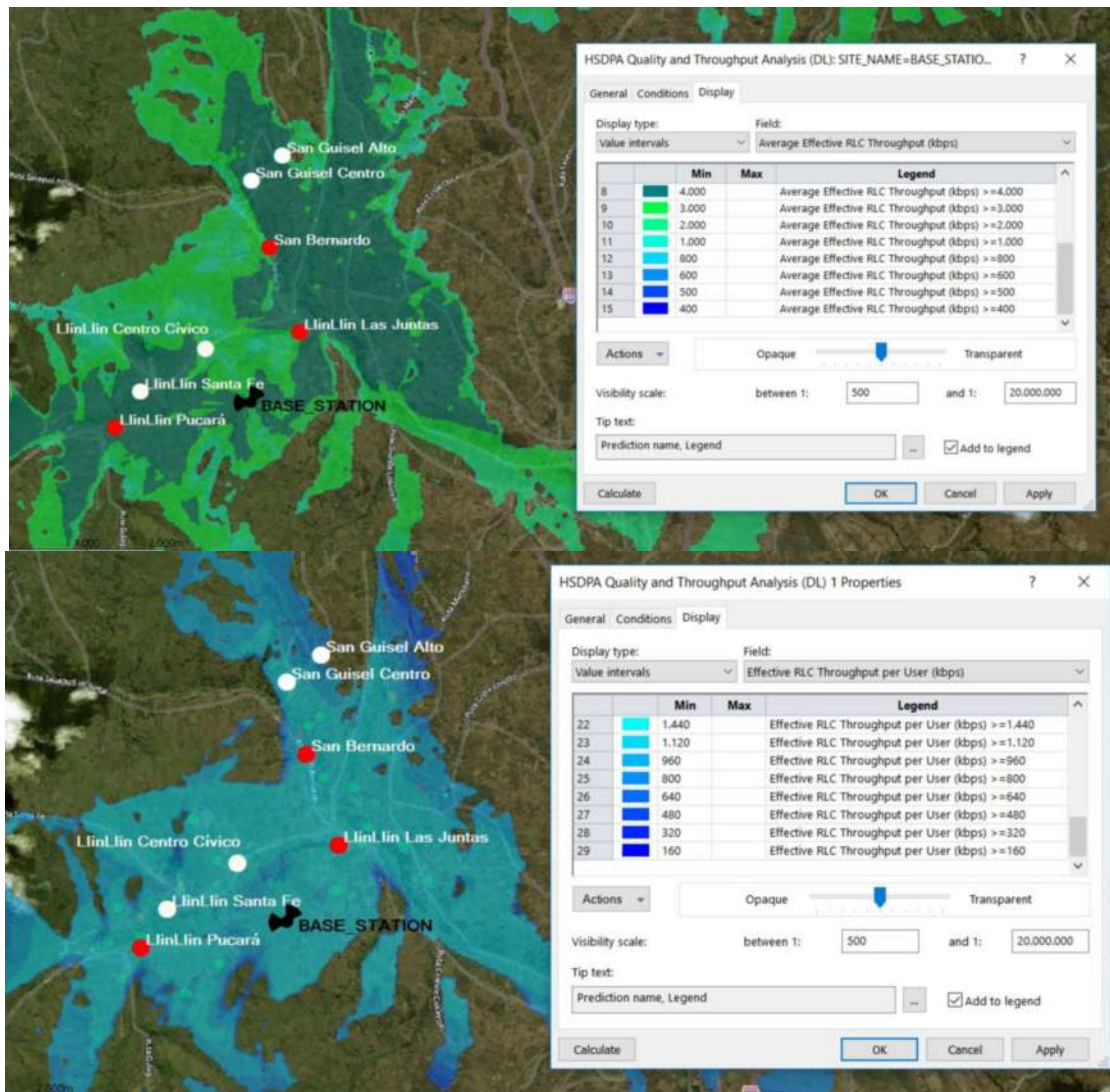 HSDPA Quality and Throughput Analysis (DL): SITE_NAME=BASE_STATIO... ? ×
General Conditions Display
Display type: Field:
Value intervals Average Effective RLC Throughput (kbps)
Min Max Legend
8 4.000 Average Effective RLC Throughput (kbps) >=4.000
9 3.000 Average Effective RLC Throughput (kbps) >=3.000
10 2.000 Average Effective RLC Throughput (kbps) >=2.000
11 1.000 Average Effective RLC Throughput (kbps) >=1.000
12 800 Average Effective RLC Throughput (kbps) >=800
13 600 Average Effective RLC Throughput (kbps) >=600
14 500 Average Effective RLC Throughput (kbps) >=500
15 400 Average Effective RLC Throughput (kbps) >=400
Actions Opaque Transparent
Visibility scale: between 1: 500 and 1: 20.000.000
Tip text:
Prediction name, Legend ... Add to legend
Calculate OK Cancel Apply
San Guisel Alto
San Guisel Centro
San Bernardo
LlinLlin Las Juntas
LlinLlin Centro Cívico
LlinLlin Santa Fe
BASE_STATION
LlinLlin Pucará
2.000m
HSDPA Quality and Throughput Analysis (DL) 1 Properties ? ×
General Conditions Display
Display type: Field:
Value intervals Effective RLC Throughput per User (kbps)
Min Max Legend
22 1.440 Effective RLC Throughput per User (kbps) >=1.440
23 1.120 Effective RLC Throughput per User (kbps) >=1.120
24 960 Effective RLC Throughput per User (kbps) >=960
25 800 Effective RLC Throughput per User (kbps) >=800
26 640 Effective RLC Throughput per User (kbps) >=640
27 480 Effective RLC Throughput per User (kbps) >=480
28 320 Effective RLC Throughput per User (kbps) >=320
29 160 Effective RLC Throughput per User (kbps) >=160
Actions Opaque Transparent
Visibility scale: between 1: 500 and 1: 20.000.000
Tip text:
Prediction name, Legend ... Add to legend
Calculate OK Cancel Apply
San Guisel Alto
San Guisel Centro
San Bernardo
LlinLlin Las Juntas
LlinLlin Centro Cívico
LlinLlin Santa Fe
BASE_STATION
LlinLlin Pucará
2.000m